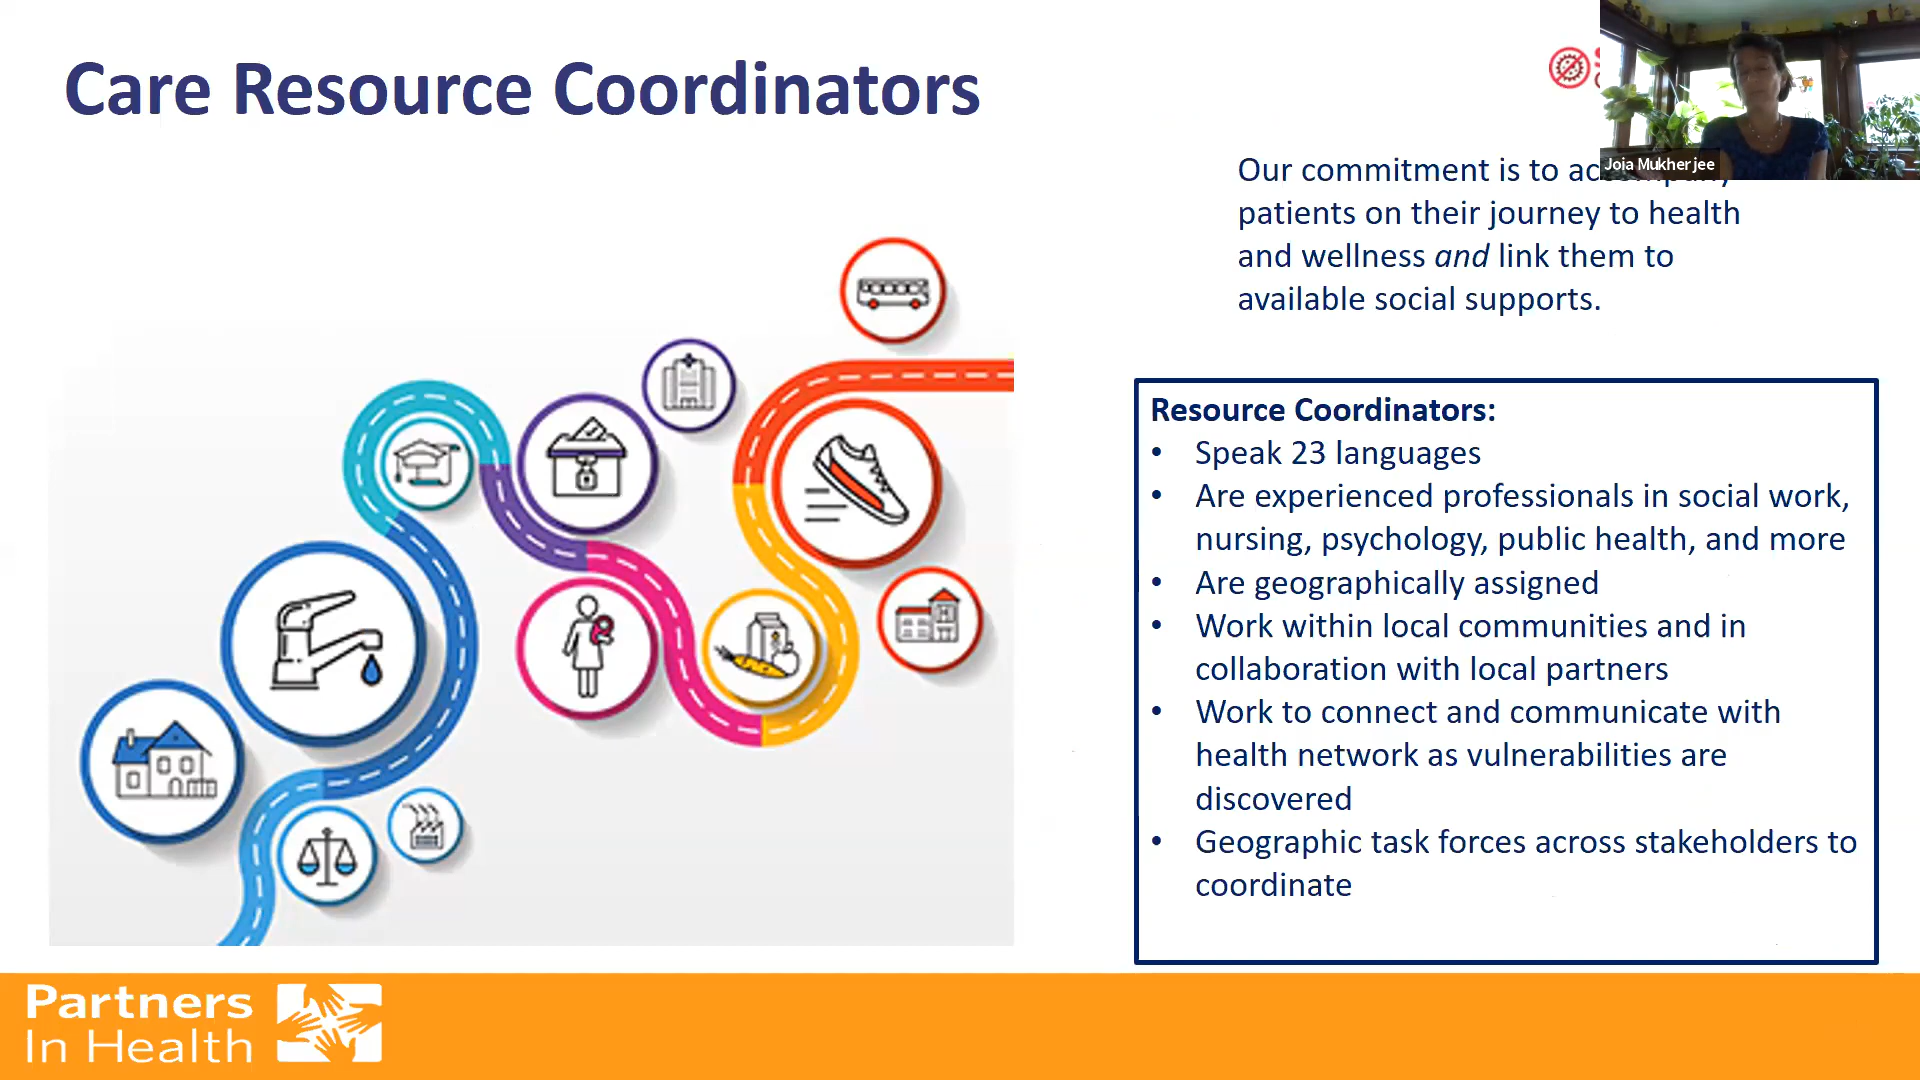 Care Resource Coordinators
Joia Mukherjee
Our commitment is to
patients on their journey to health
and wellness and link them to
available social supports.
Resource Coordinators:
• Speak 23 languages
• Are experienced professionals in social work,
nursing, psychology, public health, and more
• Are geographically assigned
• Work within local communities and in
collaboration with local partners
• Work to connect and communicate with
health network as vulnerabilities are
discovered
• Geographic task forces across stakeholders to
coordinate
Partners
In Health